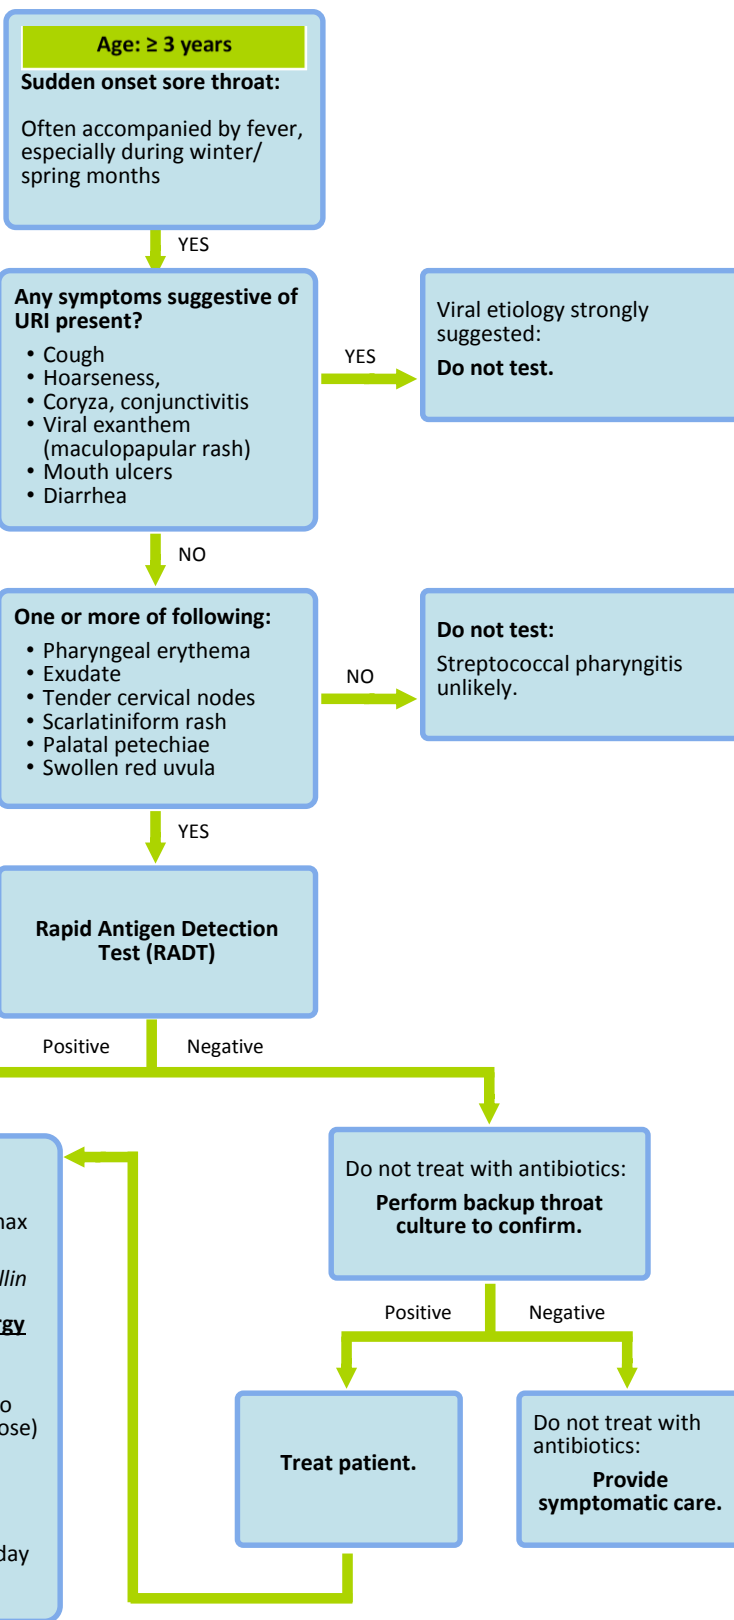 Age: ≥ 3 years
Sudden onset sore throat:
Often accompanied by fever,
especially during winter/
spring months
YES
Any symptoms suggestive of
URI present?
• Cough
• Hoarseness,
• Coryza, conjunctivitis
• Viral exanthem
(maculopapular rash)
• Mouth ulcers
• Diarrhea
YES
Viral etiology strongly
suggested:
Do not test.
NO
One or more of following:
• Pharyngeal erythema
• Exudate
• Tender cervical nodes
• Scarlatiniform rash
• Palatal petechiae
• Swollen red uvula
NO
Do not test:
Streptococcal pharyngitis
unlikely.
YES
Rapid Antigen Detection
Test (RADT)
Positive
Negative
Do not treat with antibiotics:
Perform backup throat
culture to confirm.
Positive
Negative
Treat patient.
Do not treat with
antibiotics:
Provide
symptomatic care.